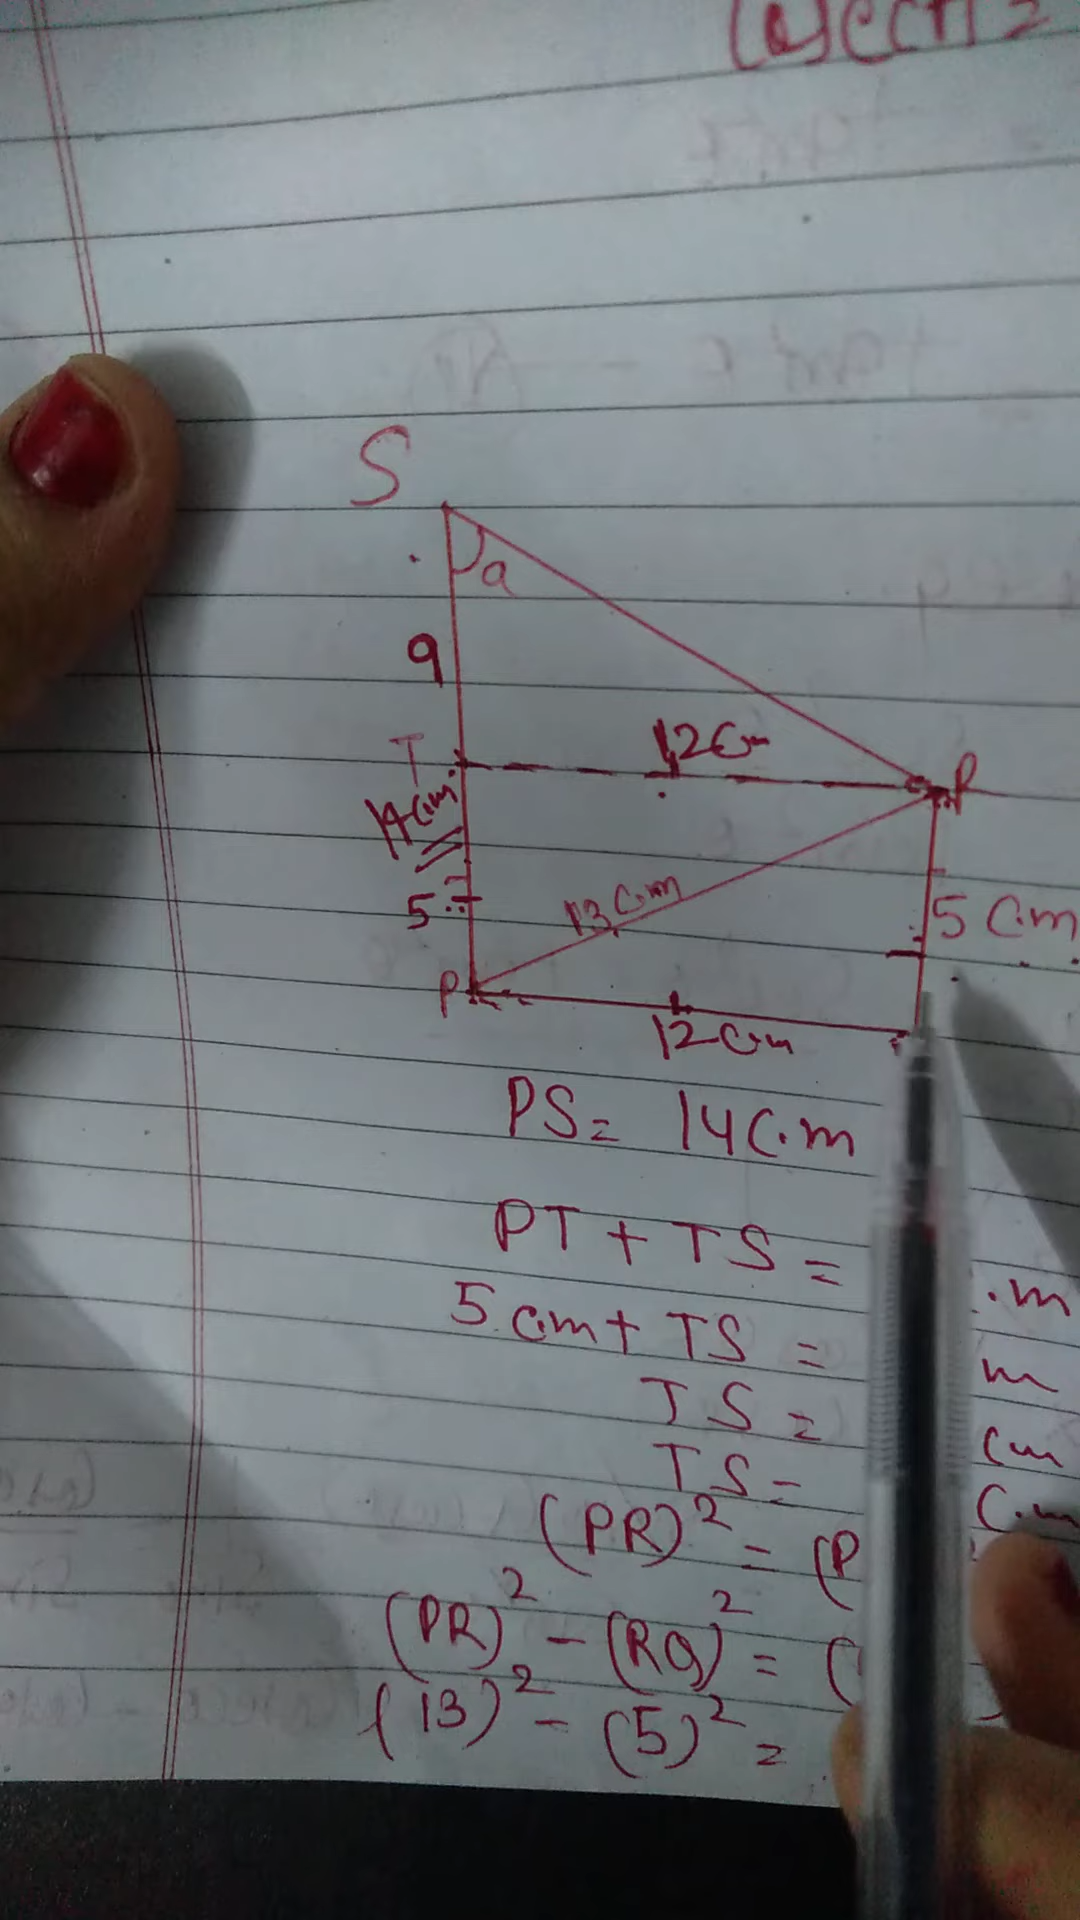 S
a
9
T
12cm
R
14cm.
5
13cm
5 cm
P
12cm
PS = 14c.m
PT + TS = .m
5 cm + TS = m
TS = cm
TS = c.m
(PR)² = (P
(PR)² - (RQ)² = (
(13)² - (5)² =